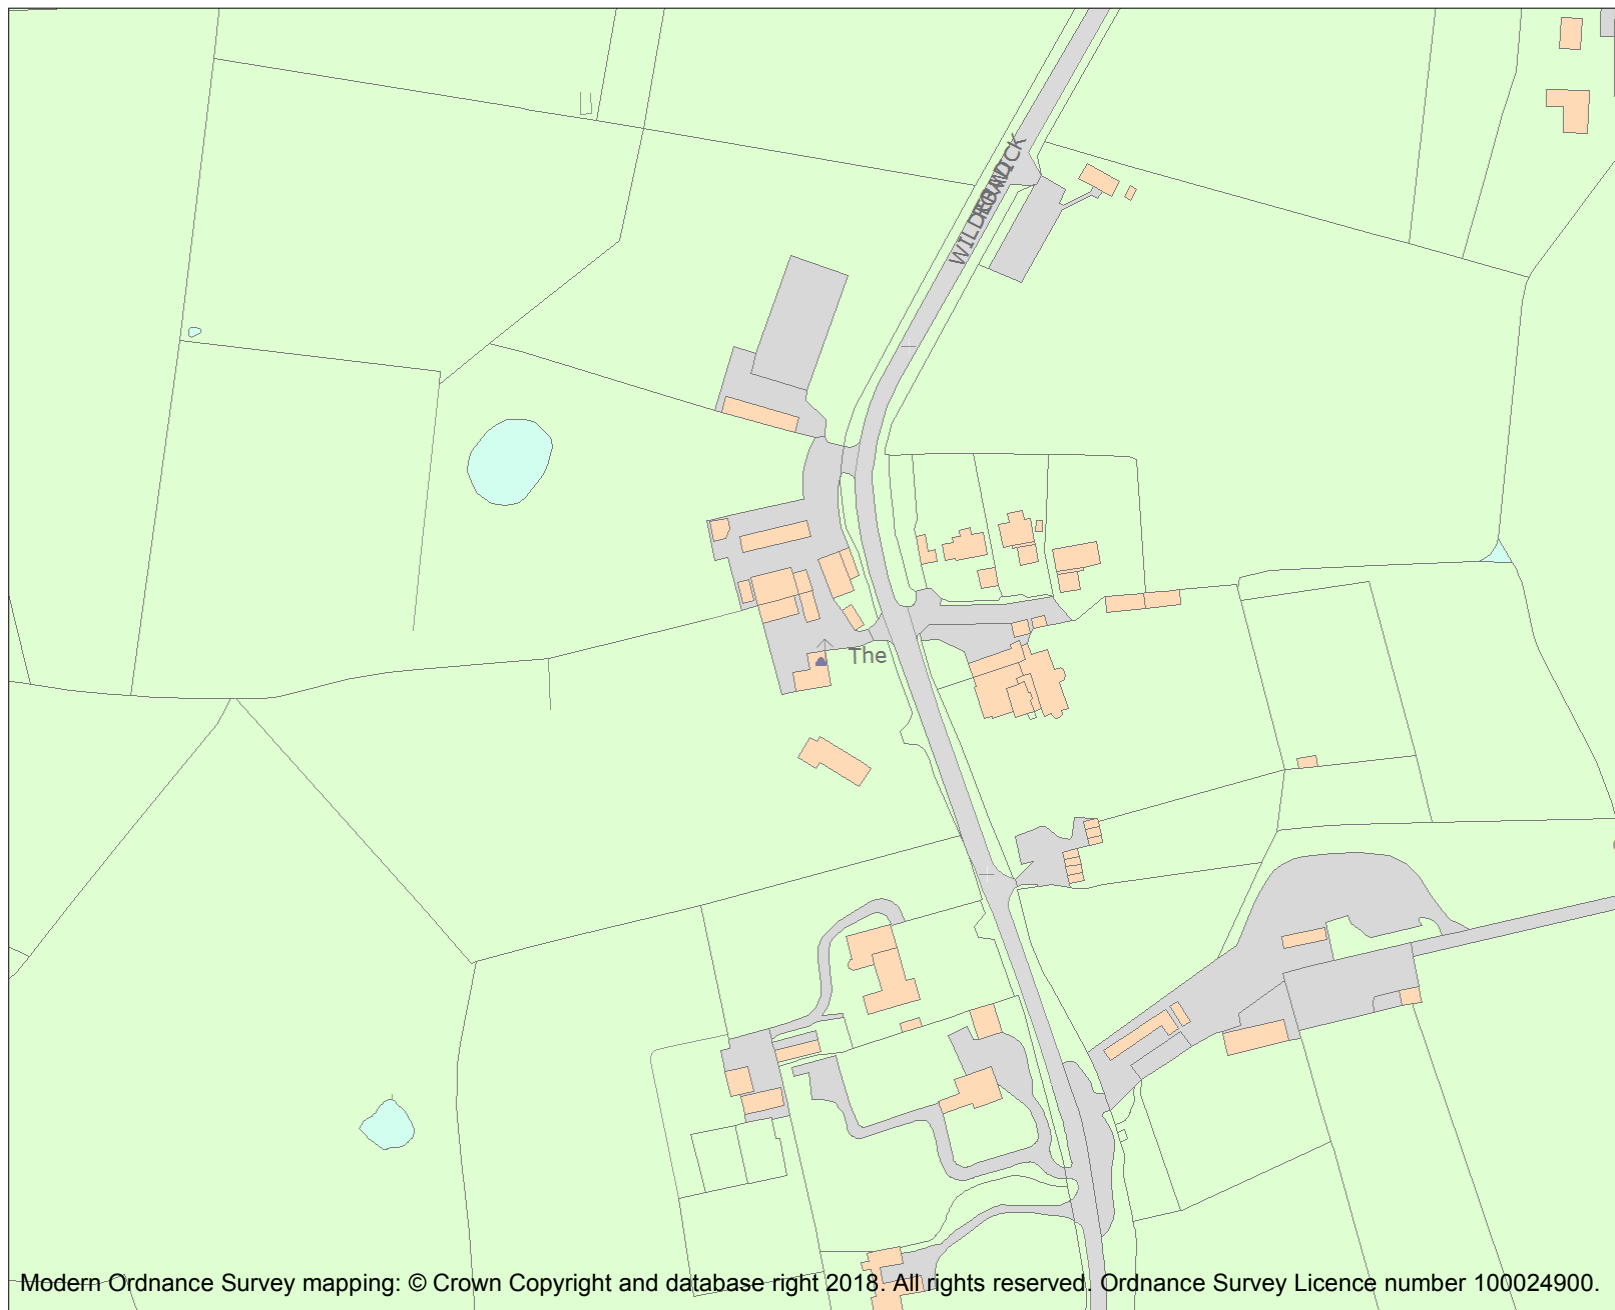 The
Modern Ordnance Survey mapping: © Crown Copyright and database right 2018. All rights reserved. Ordnance Survey Licence number 100024900.